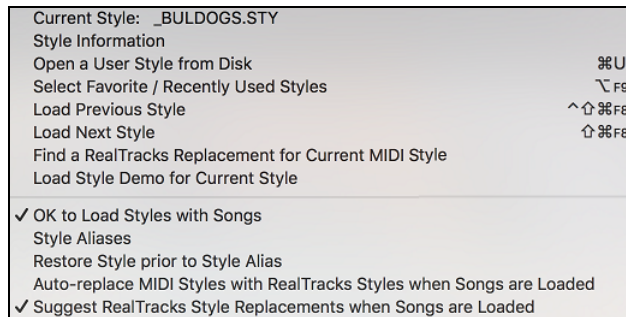 Current Style: _BULDOGS.STY
Style Information
Open a User Style from Disk ⌘U
Select Favorite / Recently Used Styles ⌥F9
Load Previous Style ^⇧⌘F8
Load Next Style ⇧⌘F8
Find a RealTracks Replacement for Current MIDI Style
Load Style Demo for Current Style
✓ OK to Load Styles with Songs
Style Aliases
Restore Style prior to Style Alias
Auto-replace MIDI Styles with RealTracks Styles when Songs are Loaded
✓ Suggest RealTracks Style Replacements when Songs are Loaded